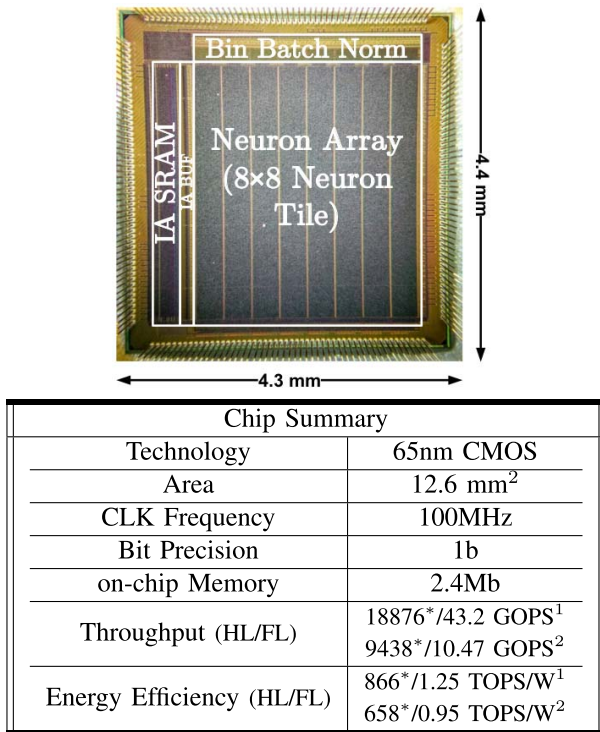 Bin Batch Norm
IA SRAM
IA BUF
Neuron Array
(8×8 Neuron
Tile)
4.4 mm
4.3 mm
Chip Summary
Technology 65nm CMOS
Area 12.6 mm²
CLK Frequency 100MHz
Bit Precision 1b
on-chip Memory 2.4Mb
Throughput (HL/FL) 18876*/43.2 GOPS¹
9438*/10.47 GOPS²
Energy Efficiency (HL/FL) 866*/1.25 TOPS/W¹
658*/0.95 TOPS/W²